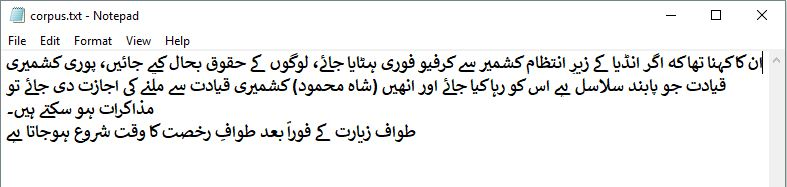 corpus.txt - Notepad
File Edit Format View Help
ان کا کہنا تھا کہ اگر انڈیا کے زیرِ انتظام کشمیر سے کرفیو فوری ہٹایا جائے، لوگوں کے حقوق بحال کیے جائیں، پوری کشمیری
قیادت جو پابند سلاسل ہے اس کو رہا کیا جائے اور انھیں (شاہ محمود) کشمیری قیادت سے ملنے کی اجازت دی جائے تو
مذاکرات ہو سکتے ہیں۔
طواف زیارت کے فوراً بعد طوافِ رخصت کا وقت شروع ہوجاتا ہے